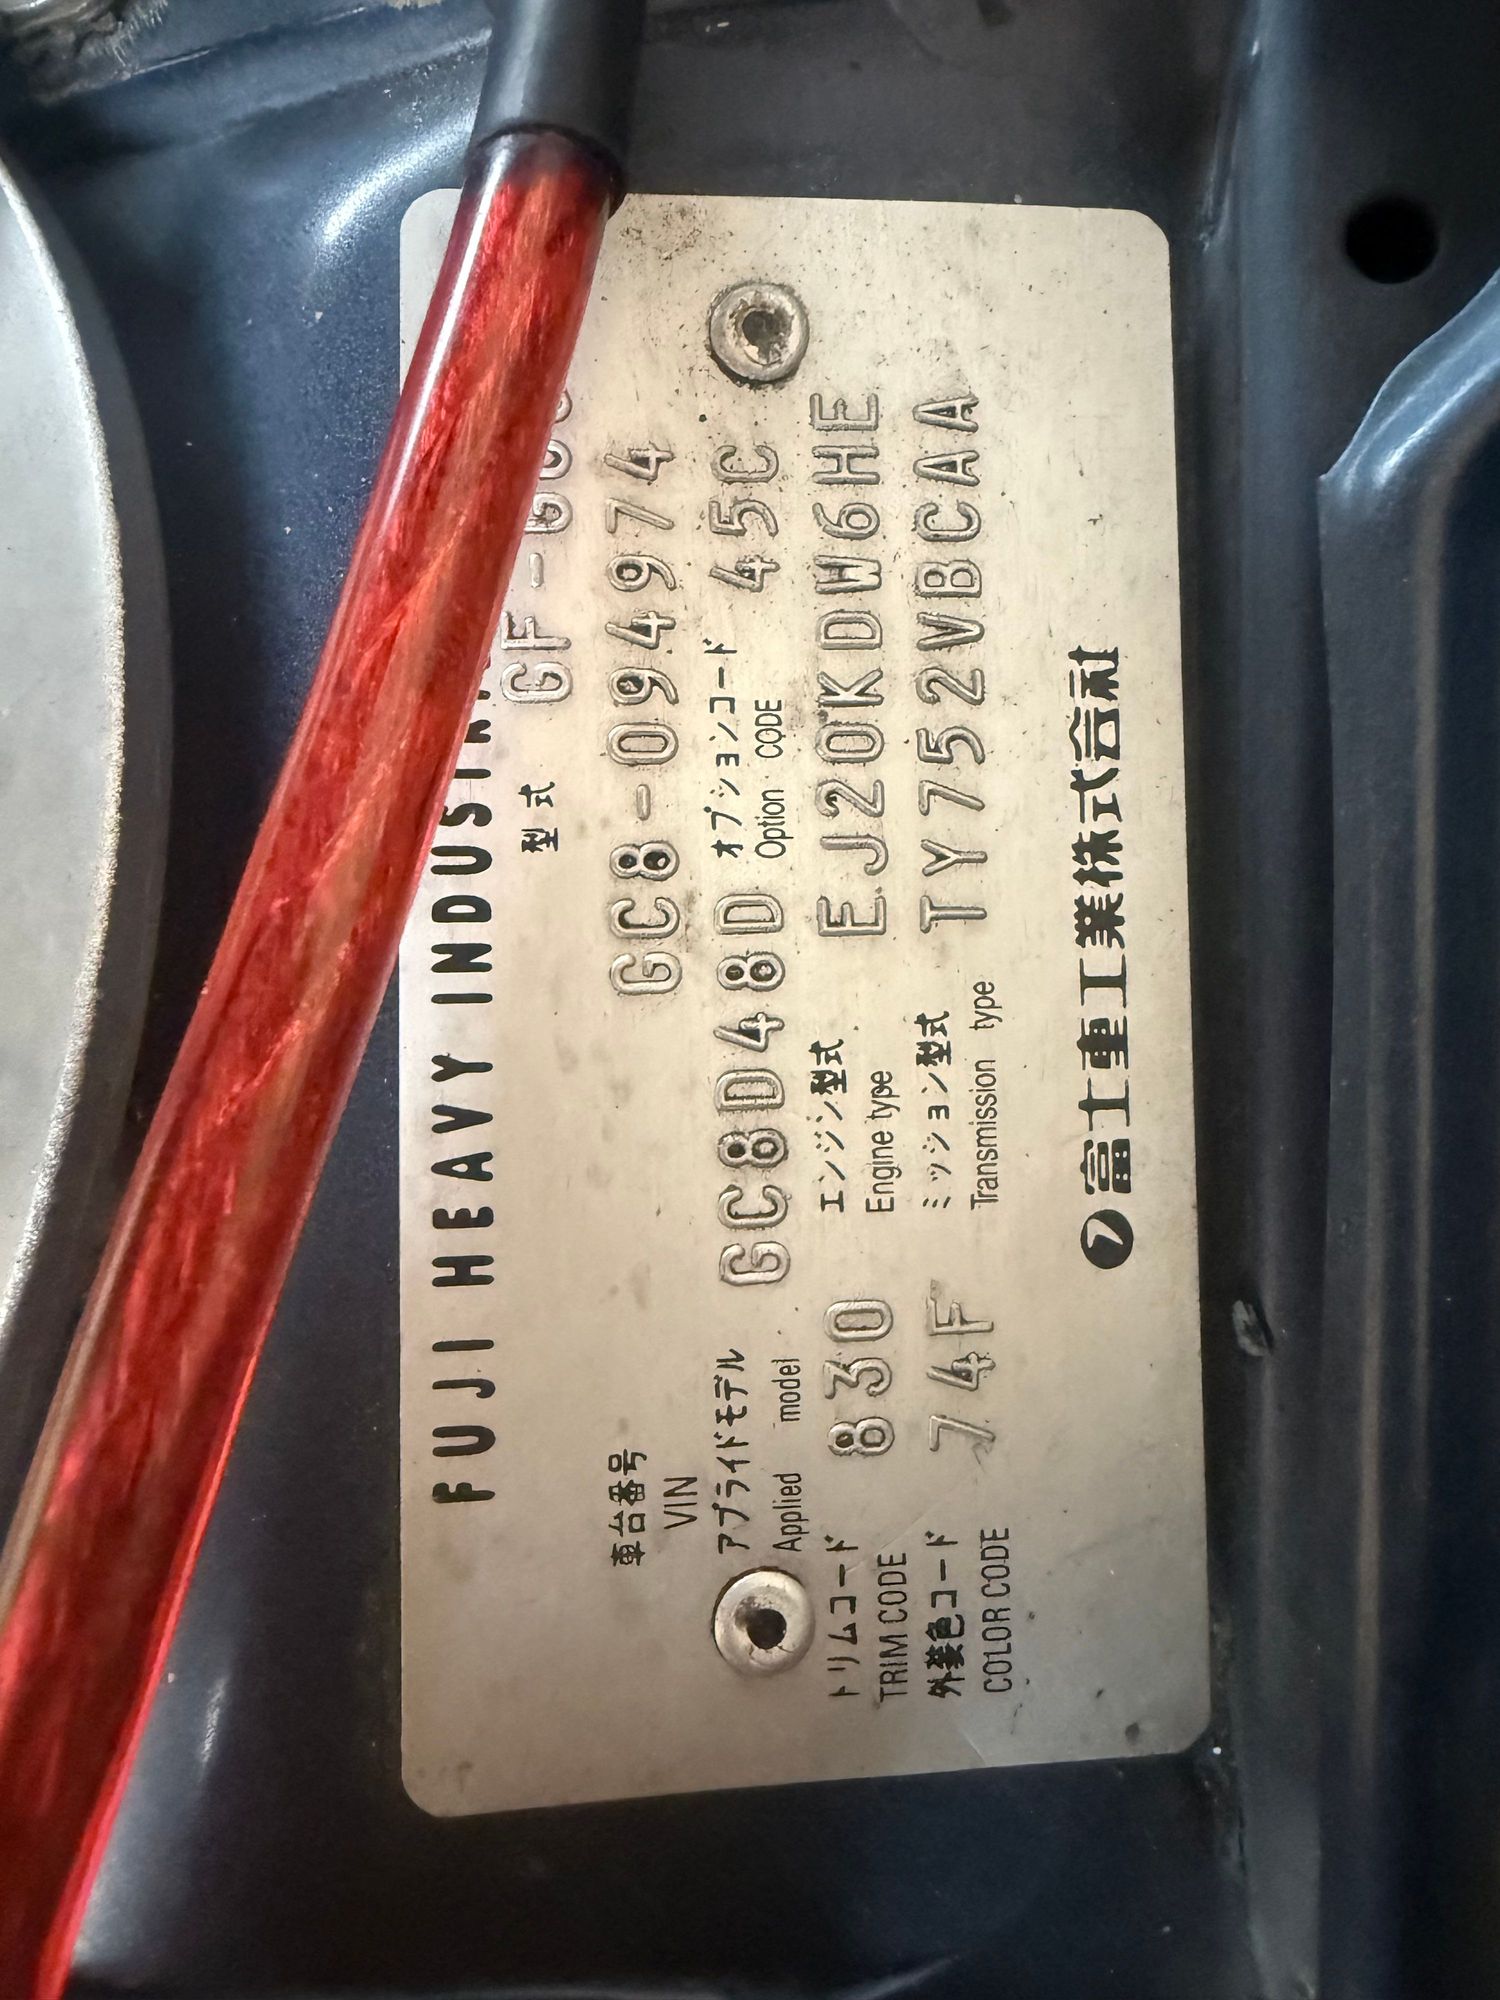 FUJI HEAVY
型式 GF-
車台番号 GC8-094974
VIN
アプライドモデル GC8D48D オプションコード 45C
Applied model Option CODE
トリムコード 830 エンジン型式 EJ20KDW6HE
TRIM CODE Engine type
外装色コード 74F ミッション型式 TY752VBCAA
COLOR CODE Transmission type
富士重工業株式会社